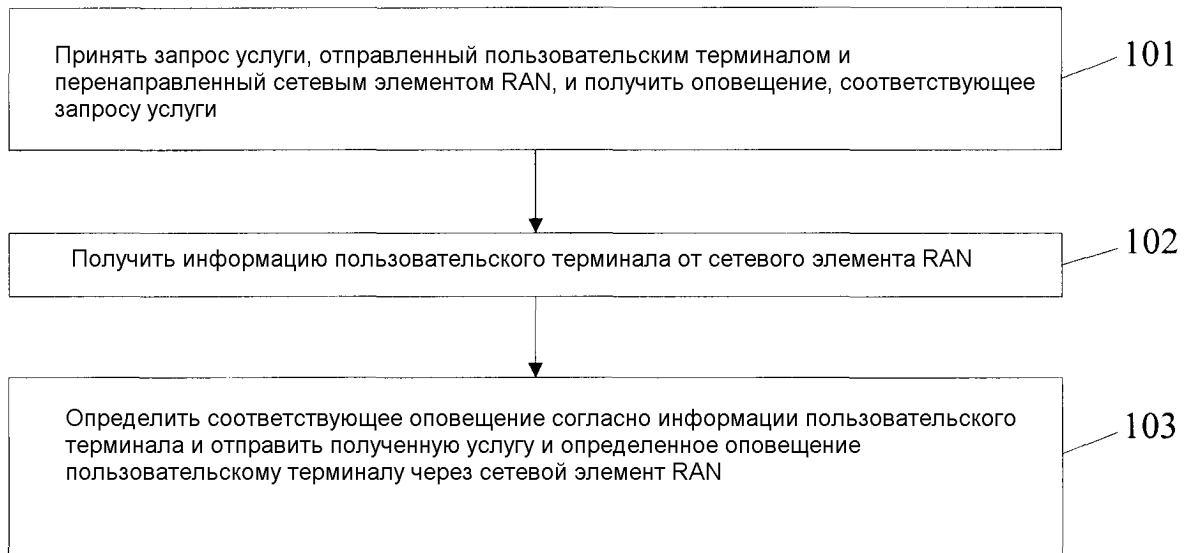 Принять запрос услуги, отправленный пользовательским терминалом и
перенаправленный сетевым элементом RAN, и получить оповещение, соответствующее
запросу услуги
101
Получить информацию пользовательского терминала от сетевого элемента RAN
102
Определить соответствующее оповещение согласно информации пользовательского
терминала и отправить полученную услугу и определенное оповещение
пользовательскому терминалу через сетевой элемент RAN
103